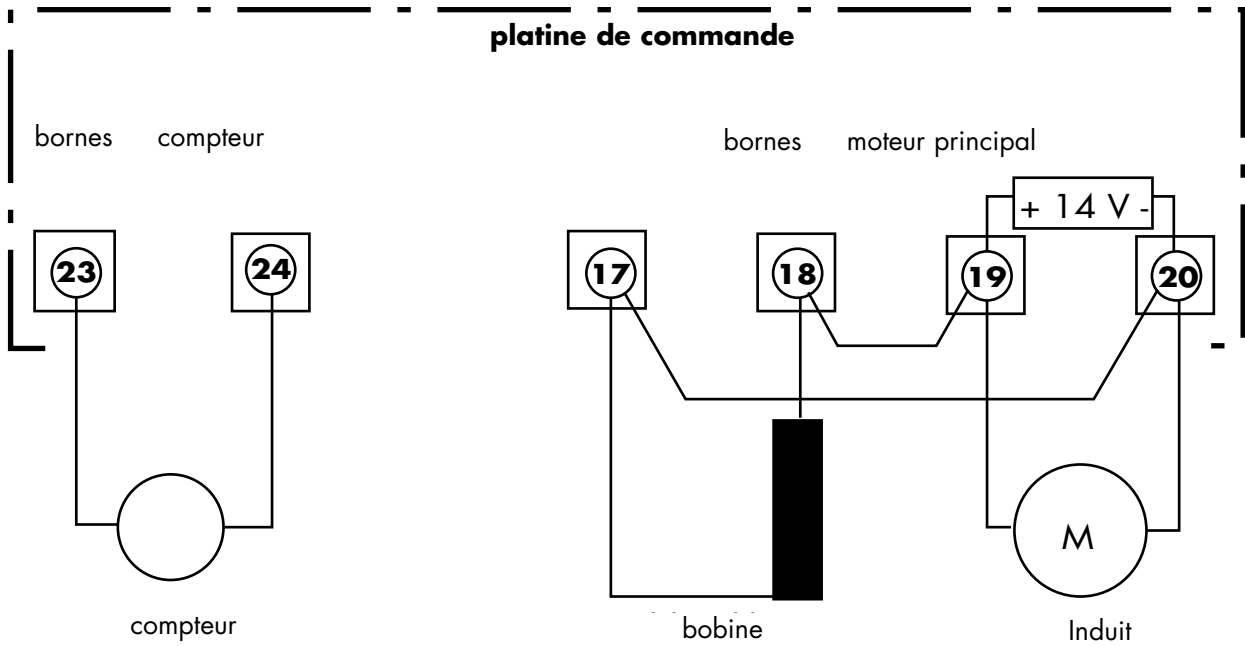 platine de commande
bornes compteur
bornes moteur principal
+ 14 V -
23 24 17 18 19 20
M
compteur
bobine
Induit